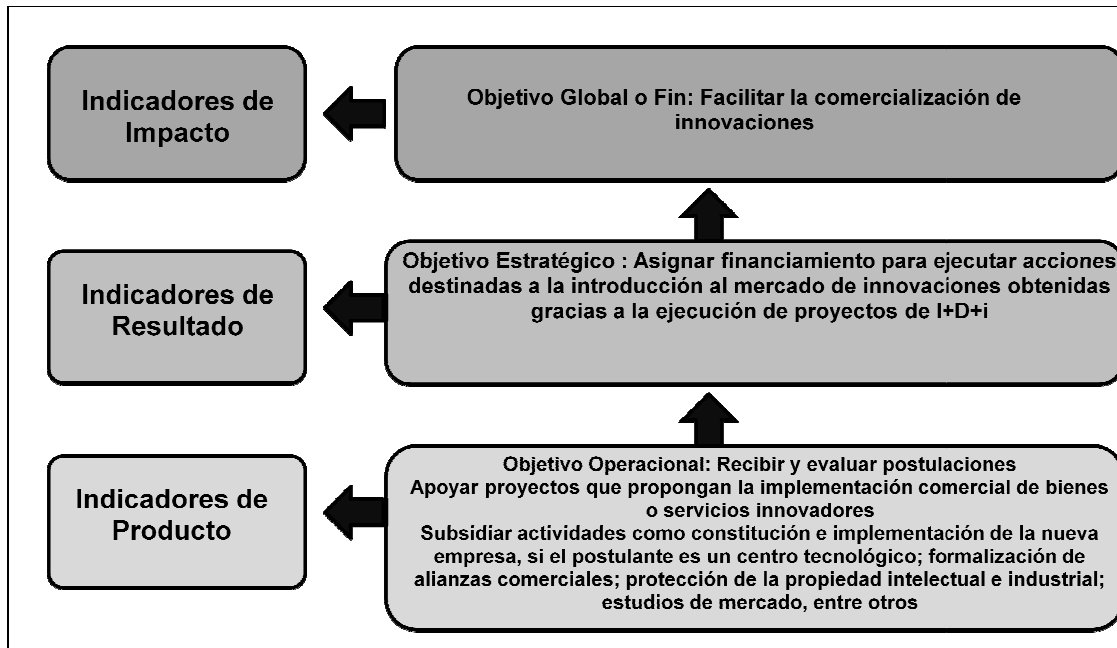 Indicadores de
Impacto
Objetivo Global o Fin: Facilitar la comercialización de
innovaciones
Indicadores de
Resultado
Objetivo Estratégico : Asignar financiamiento para ejecutar acciones
destinadas a la introducción al mercado de innovaciones obtenidas
gracias a la ejecución de proyectos de I+D+i
Indicadores de
Producto
Objetivo Operacional: Recibir y evaluar postulaciones
Apoyar proyectos que propongan la implementación comercial de bienes
o servicios innovadores
Subsidiar actividades como constitución e implementación de la nueva
empresa, si el postulante es un centro tecnológico; formalización de
alianzas comerciales; protección de la propiedad intelectual e industrial;
estudios de mercado, entre otros